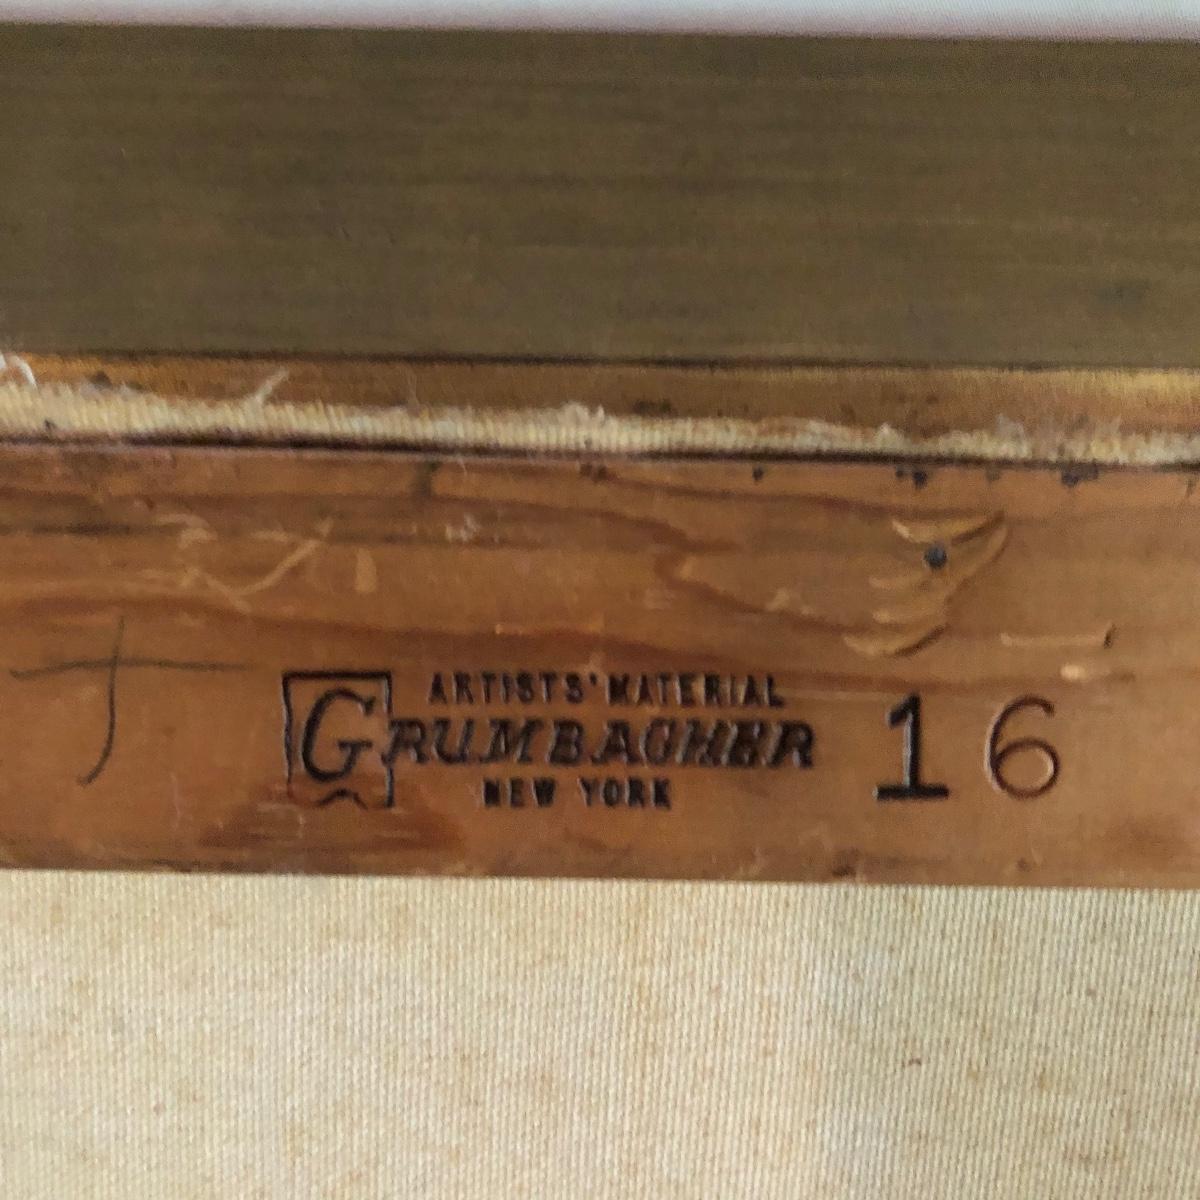 ARTISTS' MATERIAL
GRUMBACHER 16
NEW YORK